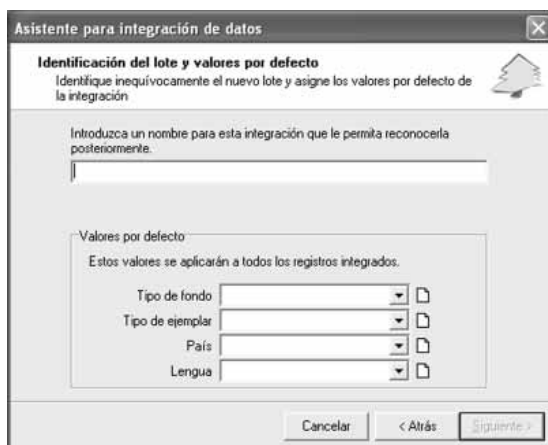 Asistente para integración de datos
Identificación del lote y valores por defecto
Identifique inequívocamente el nuevo lote y asigne los valores por defecto de
la integración
Introduzca un nombre para esta integración que le permita reconocerla
posteriormente.
Valores por defecto
Estos valores se aplicarán a todos los registros integrados.
Tipo de fondo
Tipo de ejemplar
País
Lengua
Cancelar
< Atrás
Siguiente >